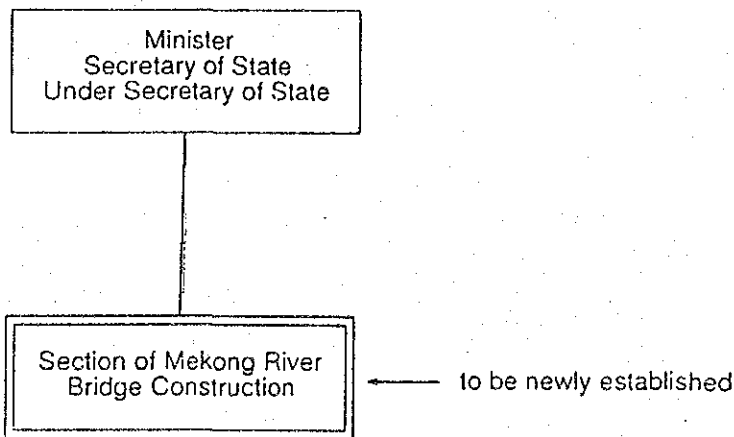 Minister
Secretary of State
Under Secretary of State
Section of Mekong River
Bridge Construction
to be newly established